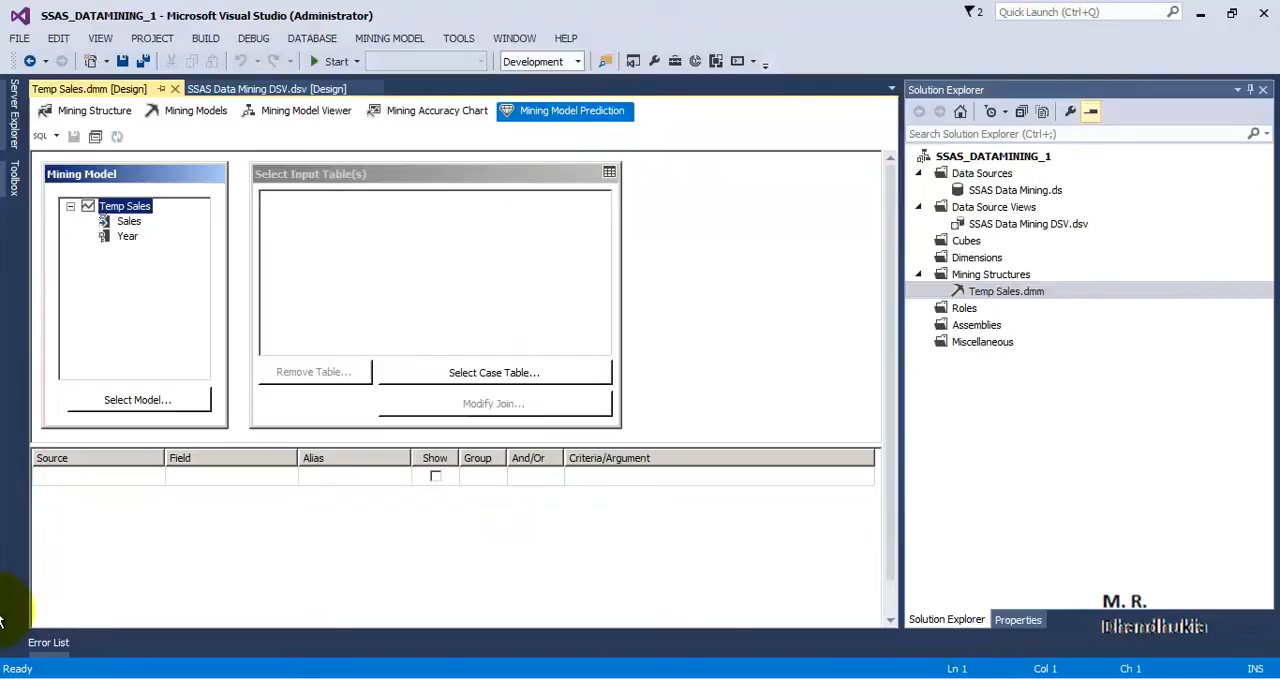 SSAS_DATAMINING_1 - Microsoft Visual Studio (Administrator)
2
Quick Launch (Ctrl+Q)
FILE EDIT VIEW PROJECT BUILD DEBUG DATABASE MINING MODEL TOOLS WINDOW HELP
Start
Development
Server Explorer
Toolbox
Temp Sales.dmm [Design]
SSAS Data Mining DSV.dsv [Design]
Mining Structure
Mining Models
Mining Model Viewer
Mining Accuracy Chart
Mining Model Prediction
SQL
Mining Model
Temp Sales
Sales
Year
Select Model...
Select Input Table(s)
Remove Table...
Select Case Table...
Modify Join...
Source Field Alias Show Group And/Or Criteria/Argument
Solution Explorer
Search Solution Explorer (Ctrl+;)
SSAS_DATAMINING_1
Data Sources
SSAS Data Mining.ds
Data Source Views
SSAS Data Mining DSV.dsv
Cubes
Dimensions
Mining Structures
Temp Sales.dmm
Roles
Assemblies
Miscellaneous
M. R.
Dhandhukia
Solution Explorer
Properties
Error List
Ready
Ln 1
Col 1
Ch 1
INS